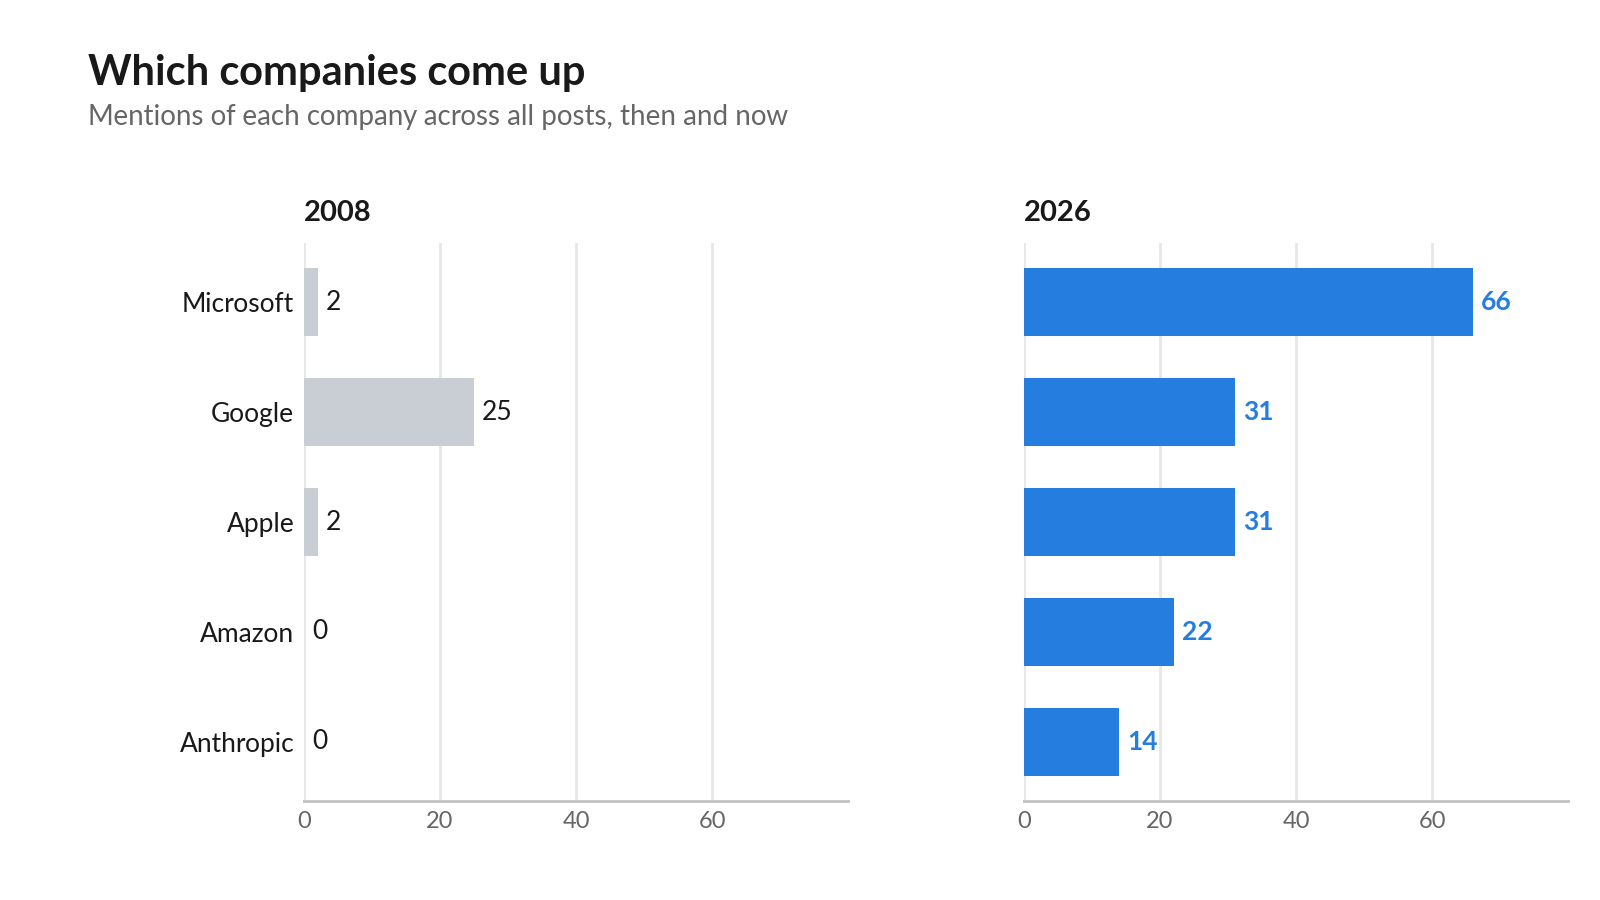 Which companies come up
Mentions of each company across all posts, then and now
2008
Microsoft 2
Google 25
Apple 2
Amazon 0
Anthropic 0
0 20 40 60
2026
66
31
31
22
14
0 20 40 60